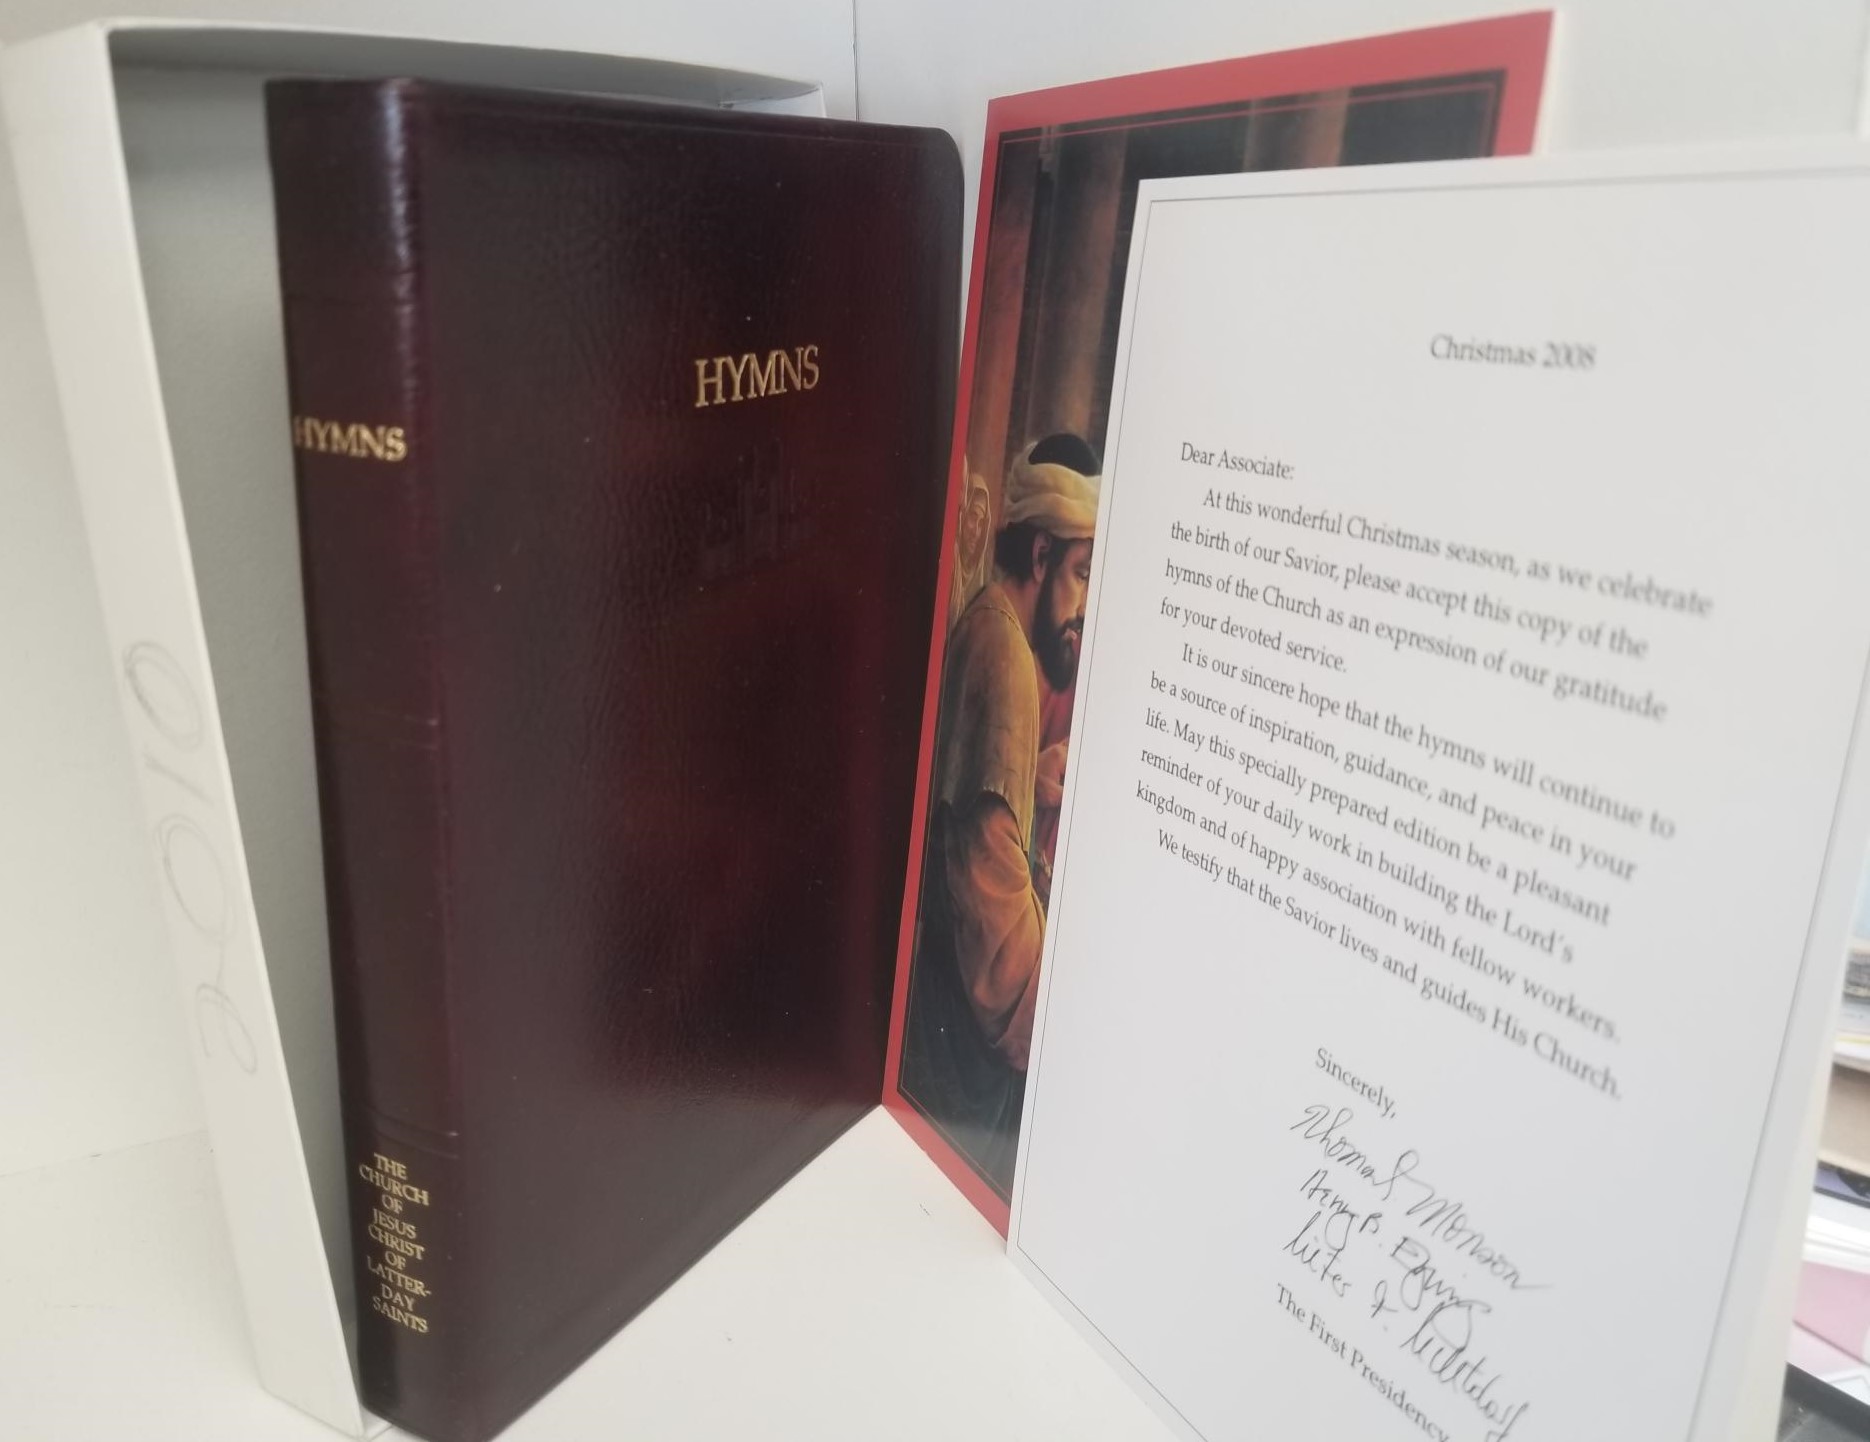 HYMNS
HYMNS
THE
CHURCH
OF
JESUS
CHRIST
OF
LATTER-
DAY
SAINTS
2010
Christmas 2008
Dear Associate:
At this wonderful Christmas season, as we celebrate
the birth of our Savior, please accept this copy of the
hymns of the Church as an expression of our gratitude
for your devoted service.
It is our sincere hope that the hymns will continue to
be a source of inspiration, guidance, and peace in your
life. May this specially prepared edition be a pleasant
reminder of your daily work in building the Lord's
kingdom and of happy association with fellow workers.
We testify that the Savior lives and guides His Church.
Sincerely,
Thomas S Monson
Henry B. Eyring
Dieter F. Uchtdorf
The First Presidency